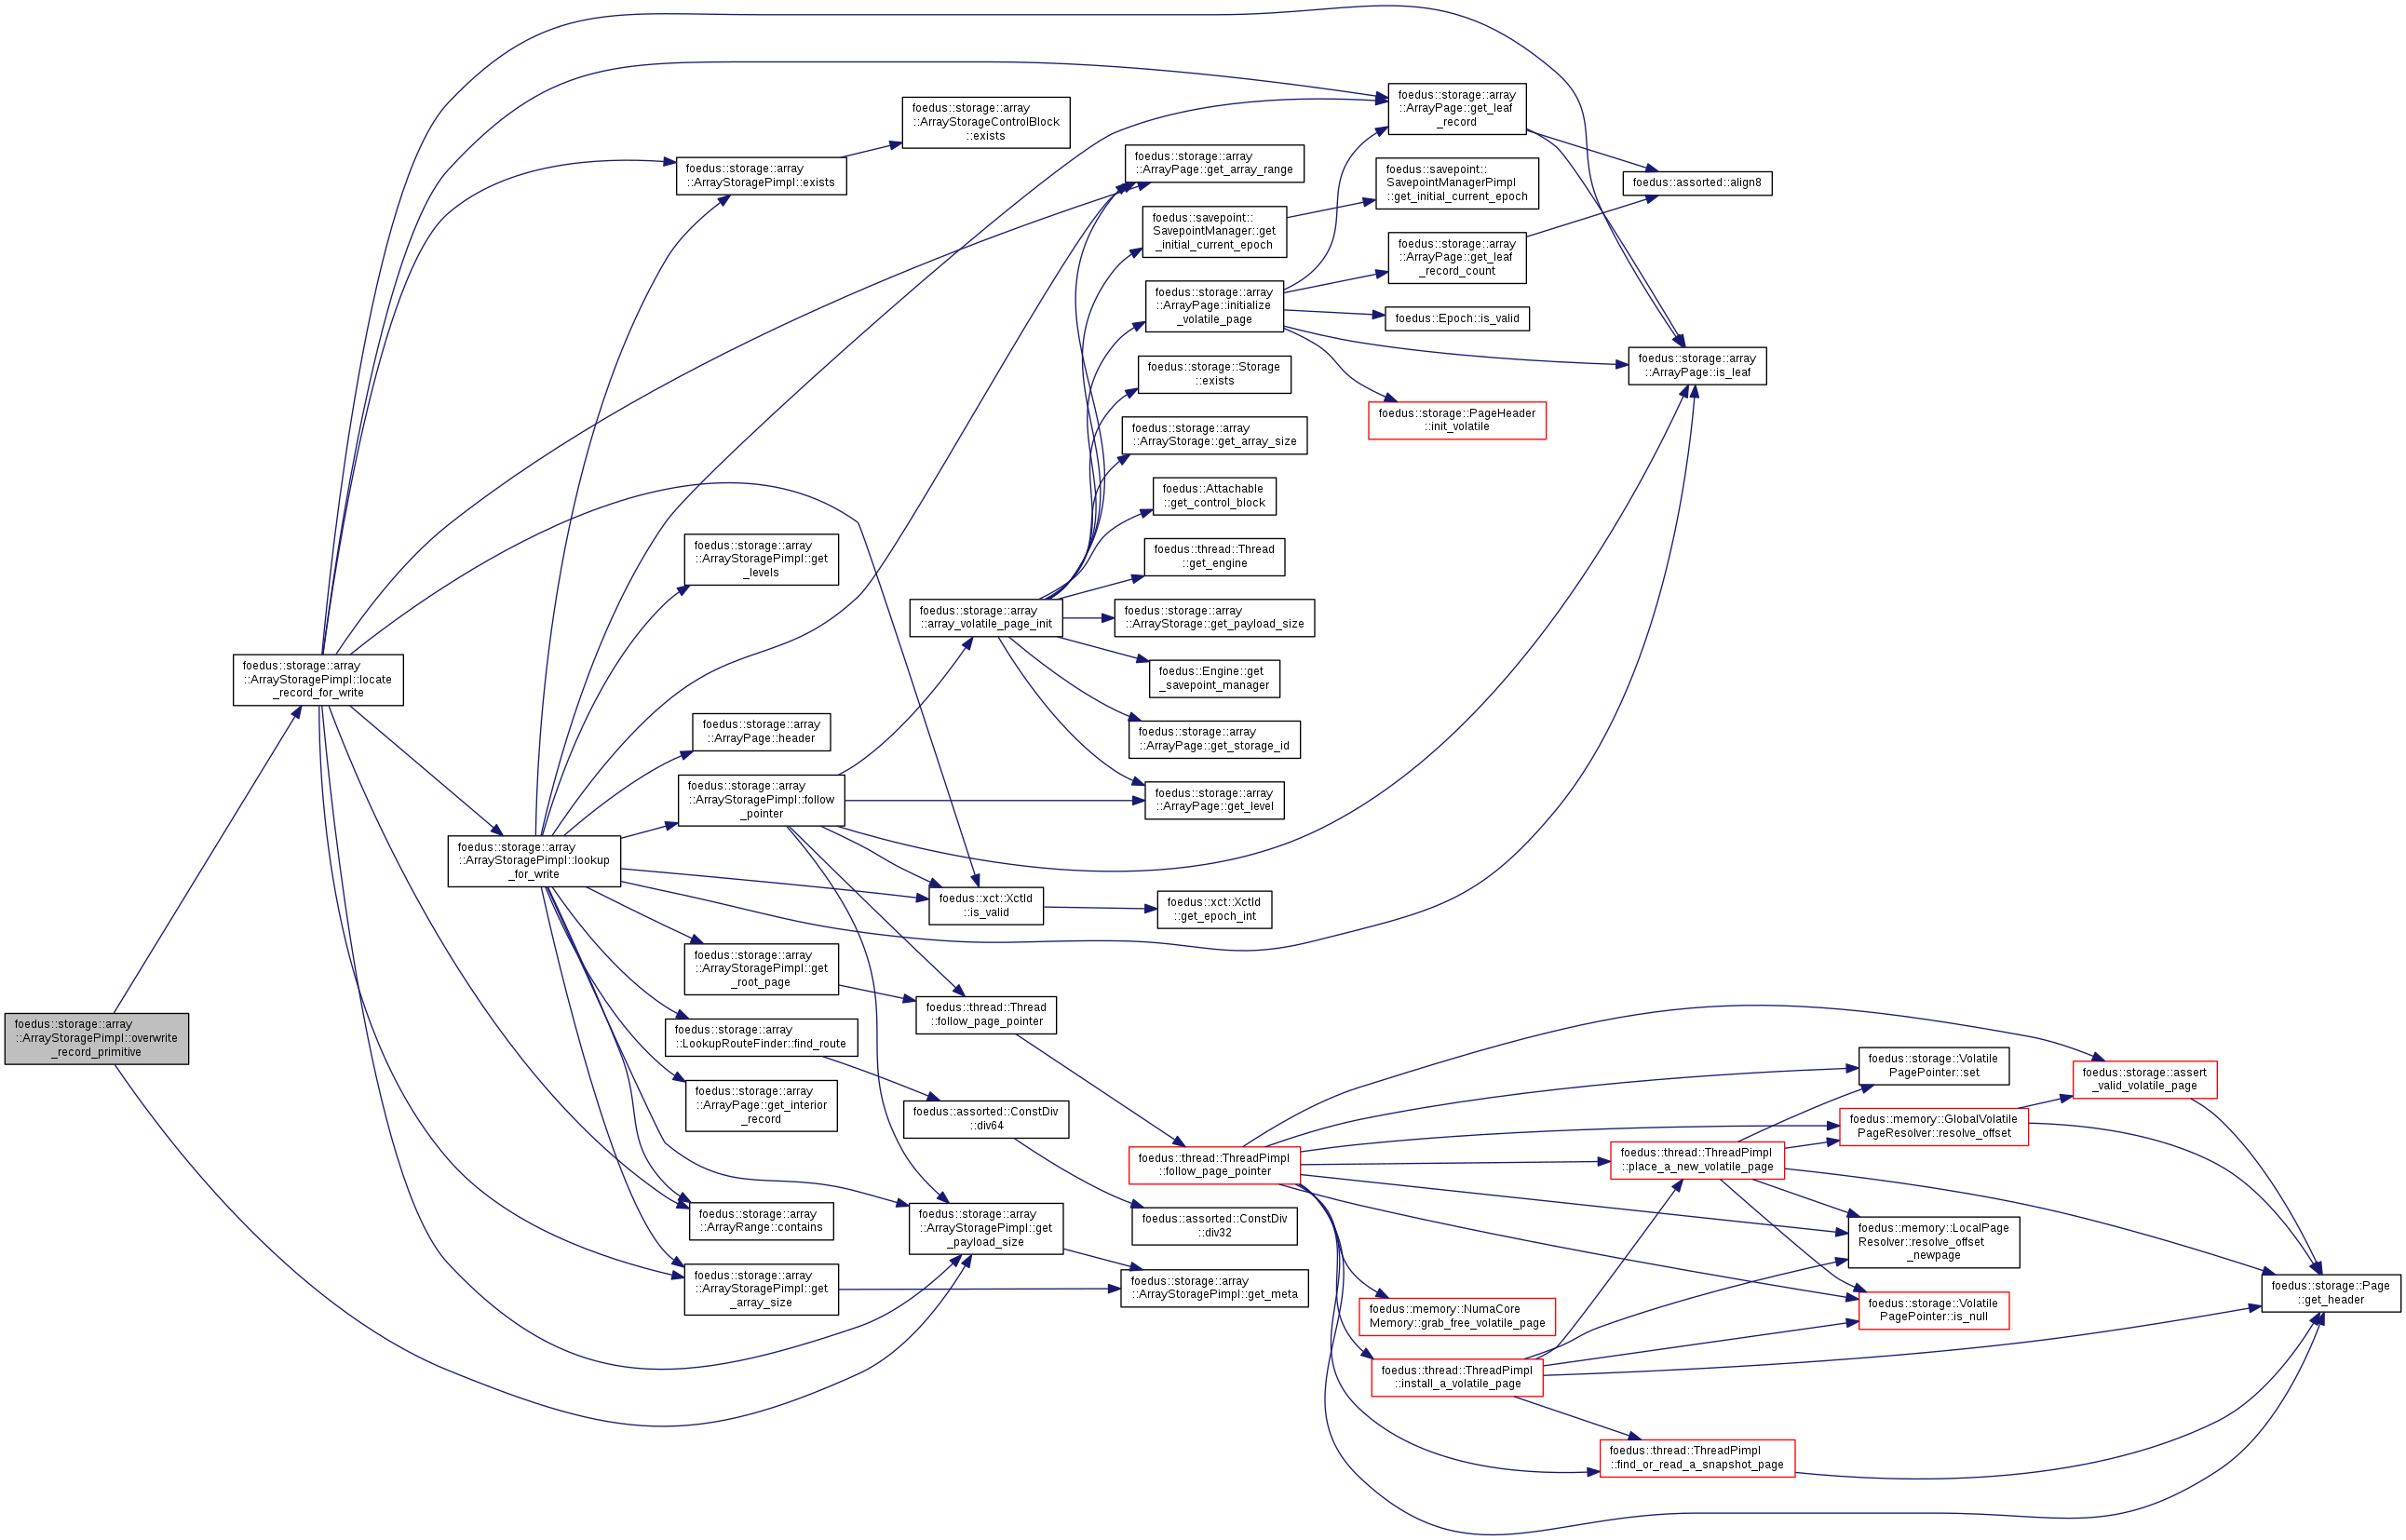 foedus::storage::array
::ArrayStoragePimpl::overwrite
_record_primitive
foedus::storage::array
::ArrayStoragePimpl::locate
_record_for_write
foedus::storage::array
::ArrayStoragePimpl::lookup
_for_write
foedus::storage::array
::ArrayStoragePimpl::exists
foedus::storage::array
::ArrayStoragePimpl::get
_levels
foedus::storage::array
::ArrayPage::header
foedus::storage::array
::ArrayStoragePimpl::follow
_pointer
foedus::storage::array
::ArrayStoragePimpl::get
_root_page
foedus::storage::array
::LookupRouteFinder::find_route
foedus::storage::array
::ArrayPage::get_interior
_record
foedus::storage::array
::ArrayRange::contains
foedus::storage::array
::ArrayStoragePimpl::get
_array_size
foedus::storage::array
::ArrayStorageControlBlock
::exists
foedus::storage::array
::array_volatile_page_init
foedus::xct::XctId
::is_valid
foedus::thread::Thread
::follow_page_pointer
foedus::assorted::ConstDiv
::div64
foedus::storage::array
::ArrayStoragePimpl::get
_payload_size
foedus::storage::array
::ArrayPage::get_array_range
foedus::savepoint::
SavepointManager::get
_initial_current_epoch
foedus::storage::array
::ArrayPage::initialize
_volatile_page
foedus::storage::Storage
::exists
foedus::storage::array
::ArrayStorage::get_array_size
foedus::Attachable
::get_control_block
foedus::thread::Thread
::get_engine
foedus::storage::array
::ArrayStorage::get_payload_size
foedus::Engine::get
_savepoint_manager
foedus::storage::array
::ArrayPage::get_storage_id
foedus::storage::array
::ArrayPage::get_level
foedus::xct::XctId
::get_epoch_int
foedus::thread::ThreadPimpl
::follow_page_pointer
foedus::assorted::ConstDiv
::div32
foedus::storage::array
::ArrayStoragePimpl::get_meta
foedus::storage::array
::ArrayPage::get_leaf
_record
foedus::savepoint::
SavepointManagerPimpl
::get_initial_current_epoch
foedus::storage::array
::ArrayPage::get_leaf
_record_count
foedus::Epoch::is_valid
foedus::storage::PageHeader
::init_volatile
foedus::memory::NumaCore
Memory::grab_free_volatile_page
foedus::thread::ThreadPimpl
::install_a_volatile_page
foedus::assorted::align8
foedus::storage::array
::ArrayPage::is_leaf
foedus::thread::ThreadPimpl
::place_a_new_volatile_page
foedus::thread::ThreadPimpl
::find_or_read_a_snapshot_page
foedus::storage::Volatile
PagePointer::set
foedus::memory::GlobalVolatile
PageResolver::resolve_offset
foedus::memory::LocalPage
Resolver::resolve_offset
_newpage
foedus::storage::Volatile
PagePointer::is_null
foedus::storage::assert
_valid_volatile_page
foedus::storage::Page
::get_header